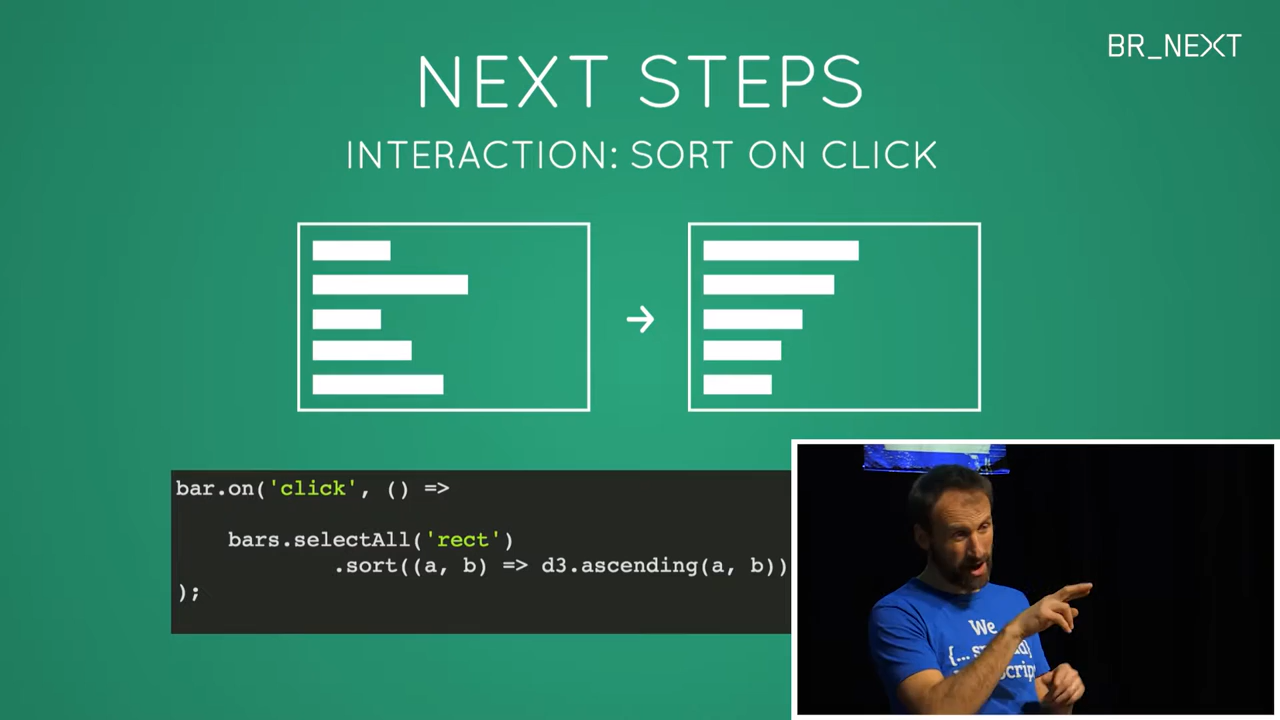 BR_NEXT
NEXT STEPS
INTERACTION: SORT ON CLICK
bar.on('click', () =>
bars.selectAll('rect')
.sort((a, b) => d3.ascending(a, b))
);
We
{...